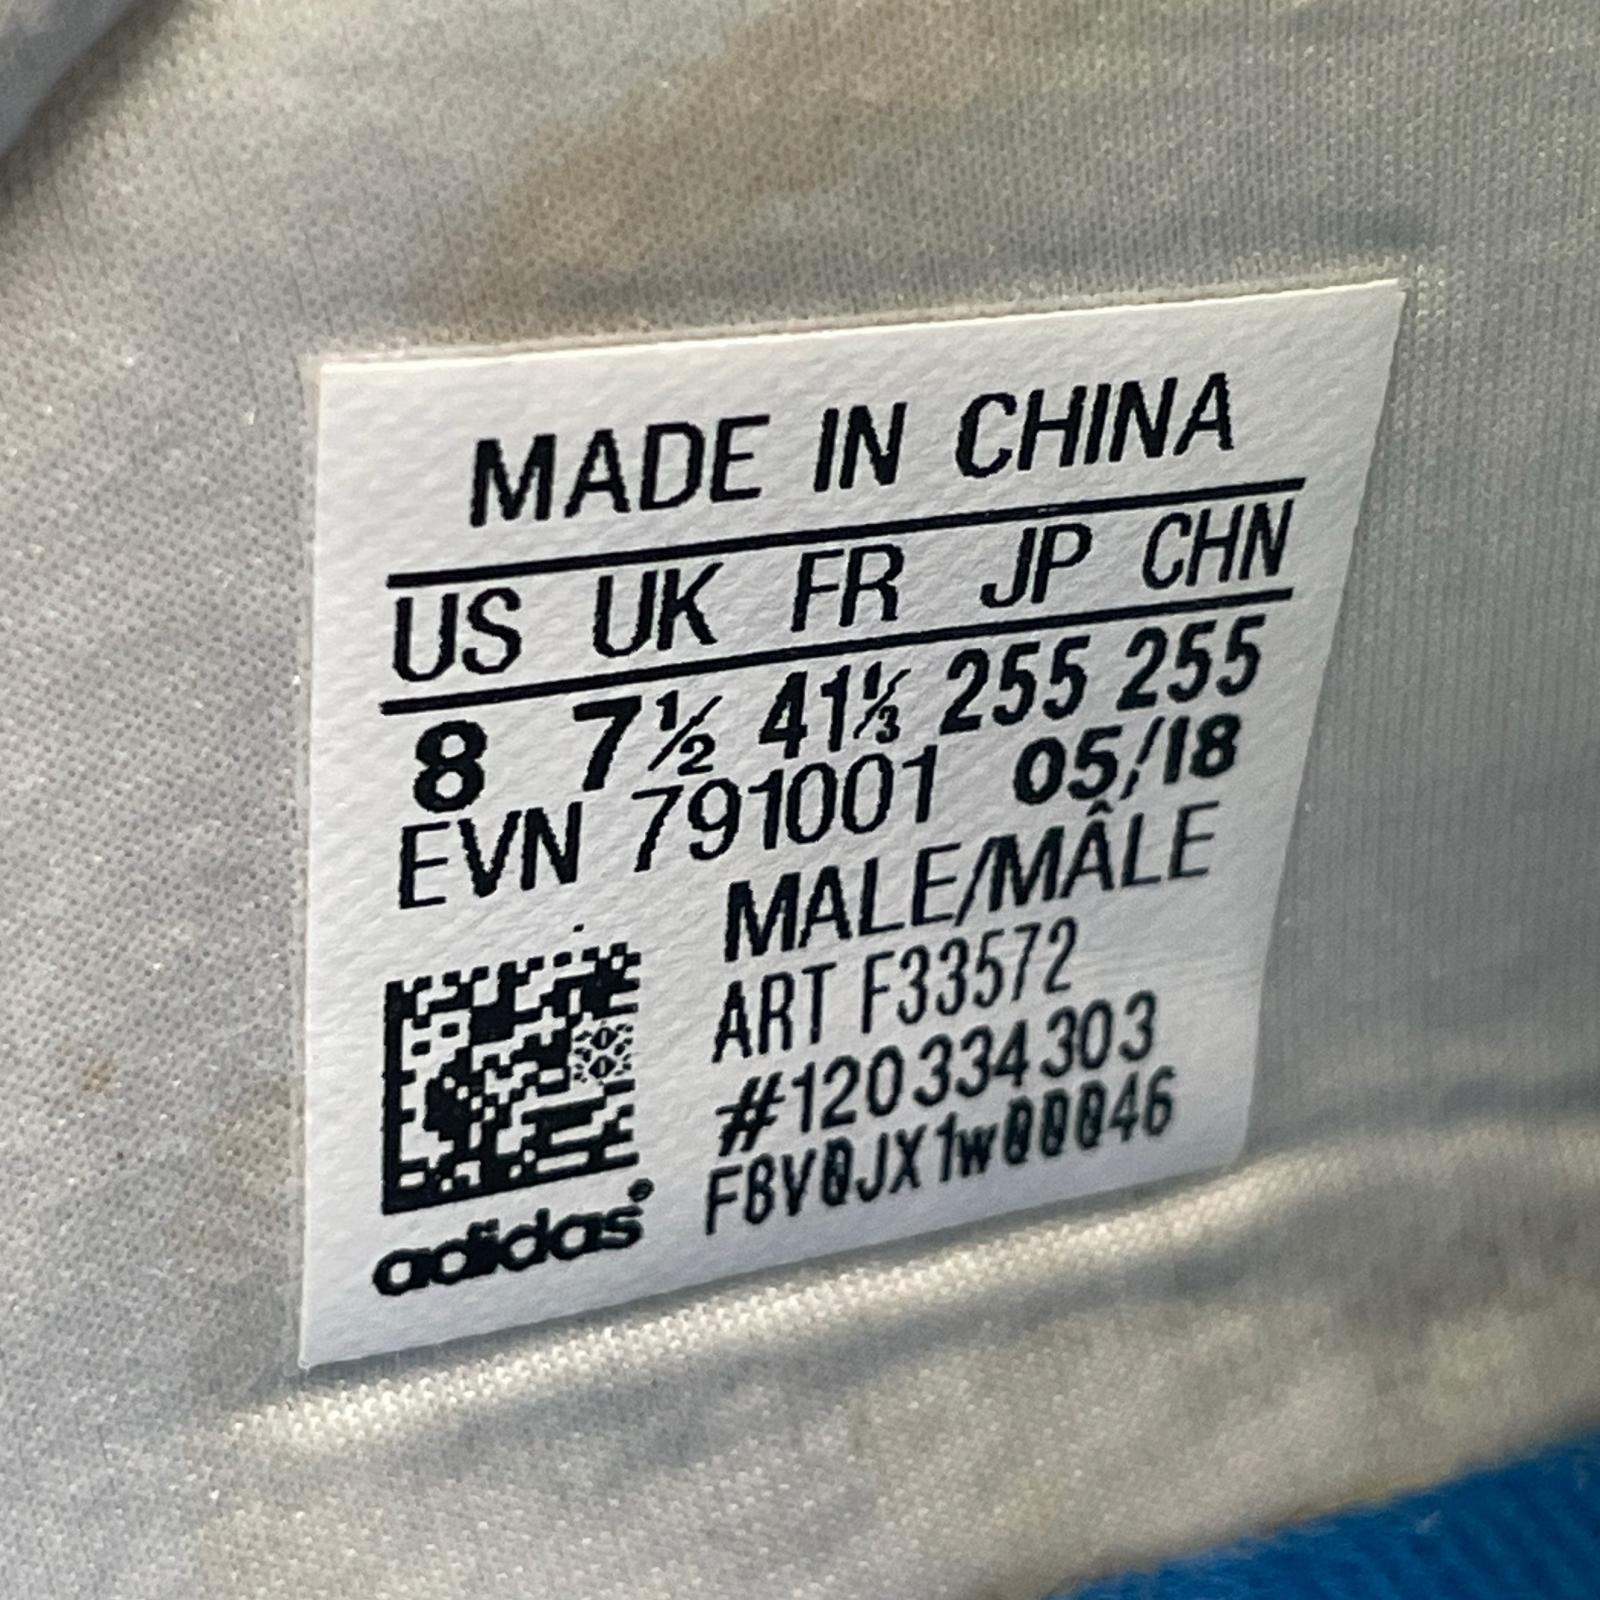 MADE IN CHINA
US UK FR JP CHN
8 7½ 41⅓ 255 255
EVN 791001 05/18
MALE/MÂLE
ART F33572
#120334303
F8V0JX1w00046
adidas®